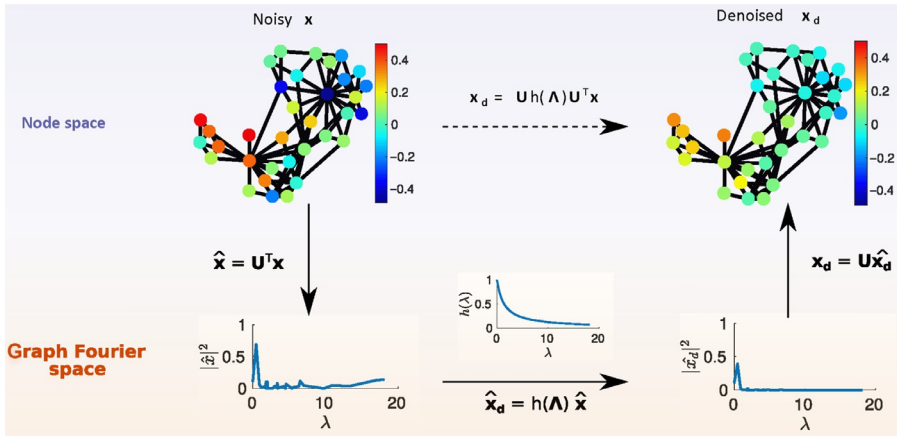 Noisy x
Denoised x_d
0.4
0.2
0
−0.2
−0.4
0.4
0.2
0
−0.2
−0.4
Node space
x_d = U h(Λ) U^T x
x̂ = U^T x
x_d = U x̂_d
1
0.5
0
h(λ)
0 10 20
λ
Graph Fourier
space
1
0.5
0
|x̂|^2
0 10 20
λ
x̂_d = h(Λ) x̂
1
0.5
0
|x̂_d|^2
0 10 20
λ